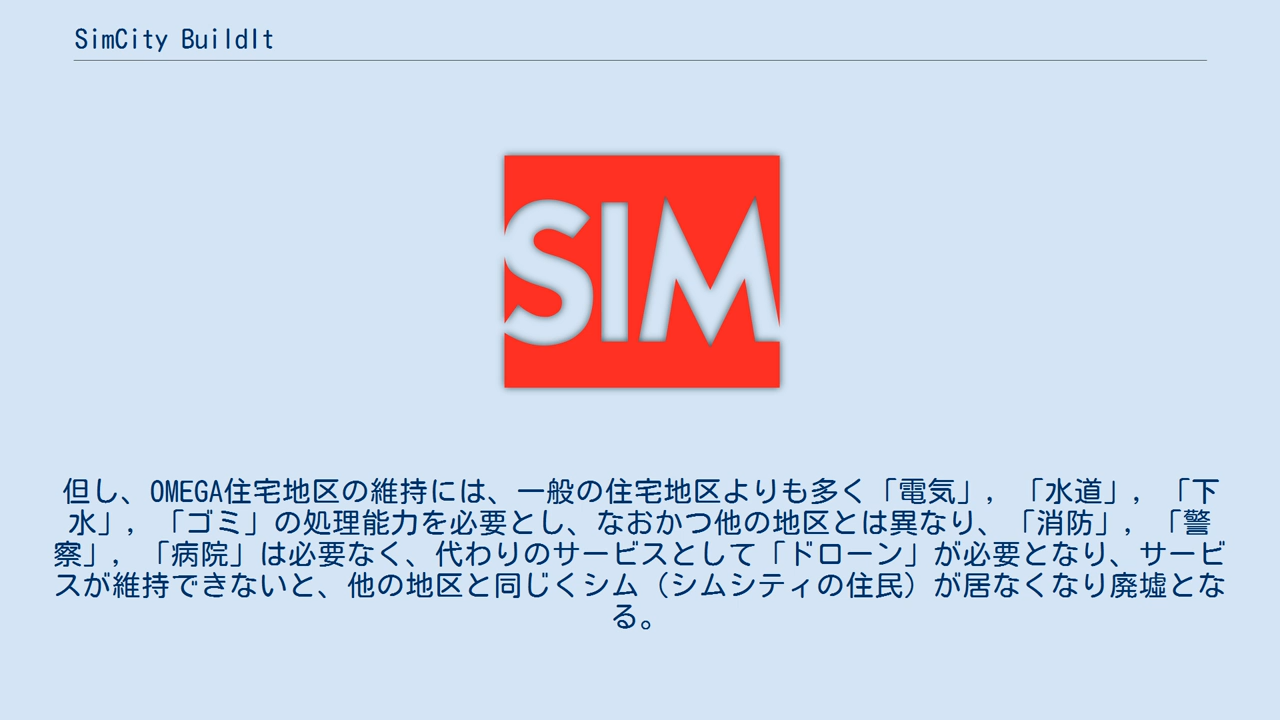 SimCity BuildIt
SIM
但し、OMEGA住宅地区の維持には、一般の住宅地区よりも多く「電気」, 「水道」, 「下
水」, 「ゴミ」の処理能力を必要とし、なおかつ他の地区とは異なり、「消防」, 「警
察」, 「病院」は必要なく、代わりのサービスとして「ドローン」が必要となり、サービ
スが維持できないと、他の地区と同じくシム（シムシティの住民）が居なくなり廃墟とな
る。